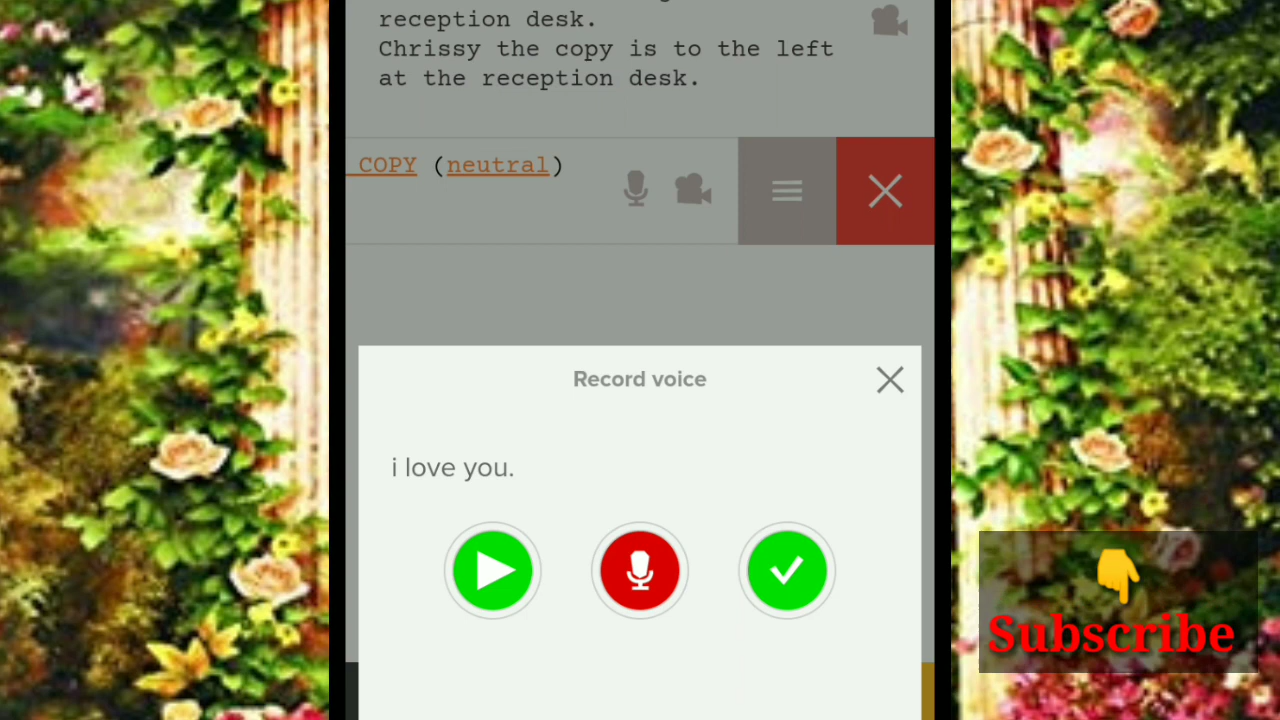 reception desk.
Chrissy the copy is to the left
at the reception desk.
COPY (neutral)
Record voice
i love you.
Subscribe